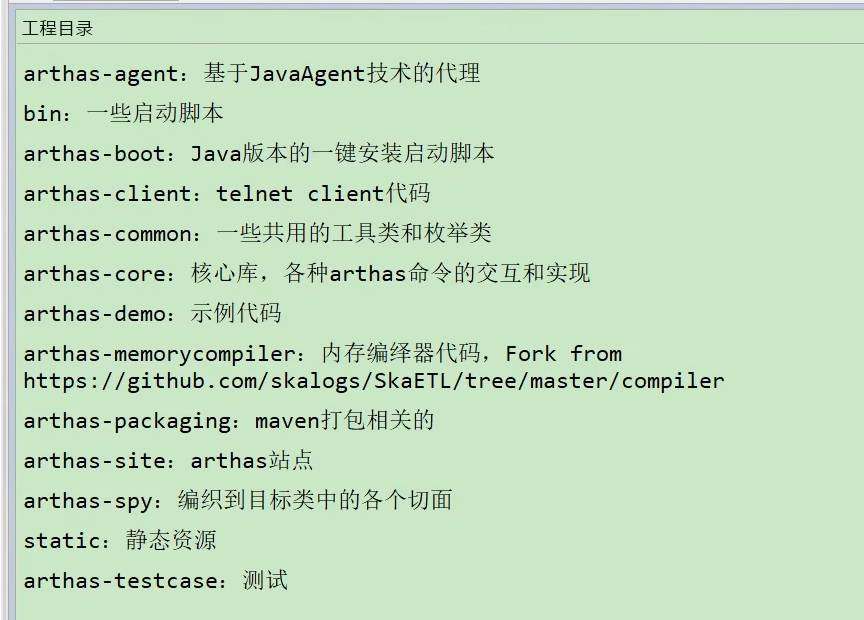 工程目录
arthas-agent：基于JavaAgent技术的代理
bin：一些启动脚本
arthas-boot：Java版本的一键安装启动脚本
arthas-client：telnet client代码
arthas-common：一些共用的工具类和枚举类
arthas-core：核心库，各种arthas命令的交互和实现
arthas-demo：示例代码
arthas-memorycompiler：内存编绎器代码，Fork from
https://github.com/skalogs/SkaETL/tree/master/compiler
arthas-packaging：maven打包相关的
arthas-site：arthas站点
arthas-spy：编织到目标类中的各个切面
static：静态资源
arthas-testcase：测试